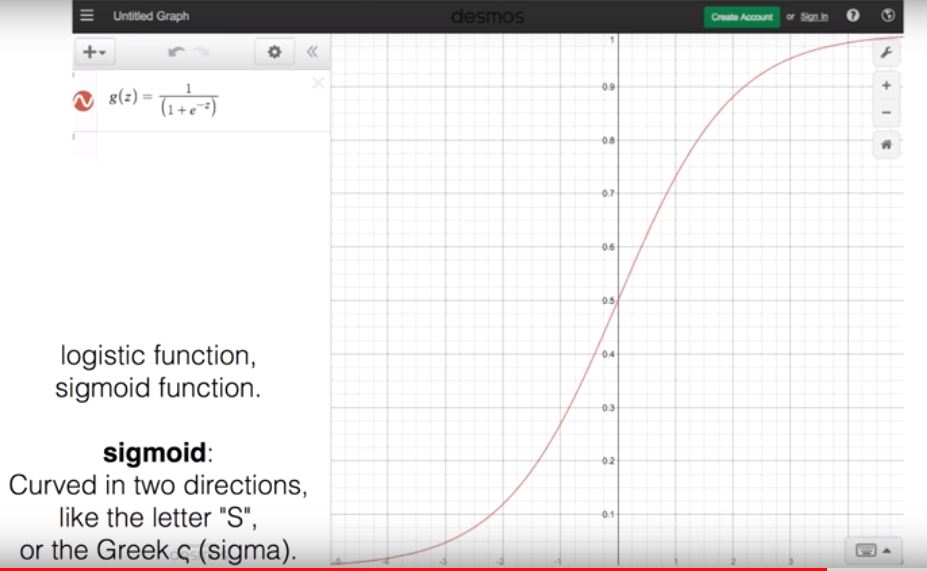 Untitled Graph
desmos
Create Account or Sign In
g(z) = 1/(1 + e^-z)
logistic function,
sigmoid function.
sigmoid:
Curved in two directions,
like the letter "S",
or the Greek ς (sigma).
1
0.9
0.8
0.7
0.6
0.5
0.4
0.3
0.2
0.1
-5 -4 -3 -2 -1 1 2 3